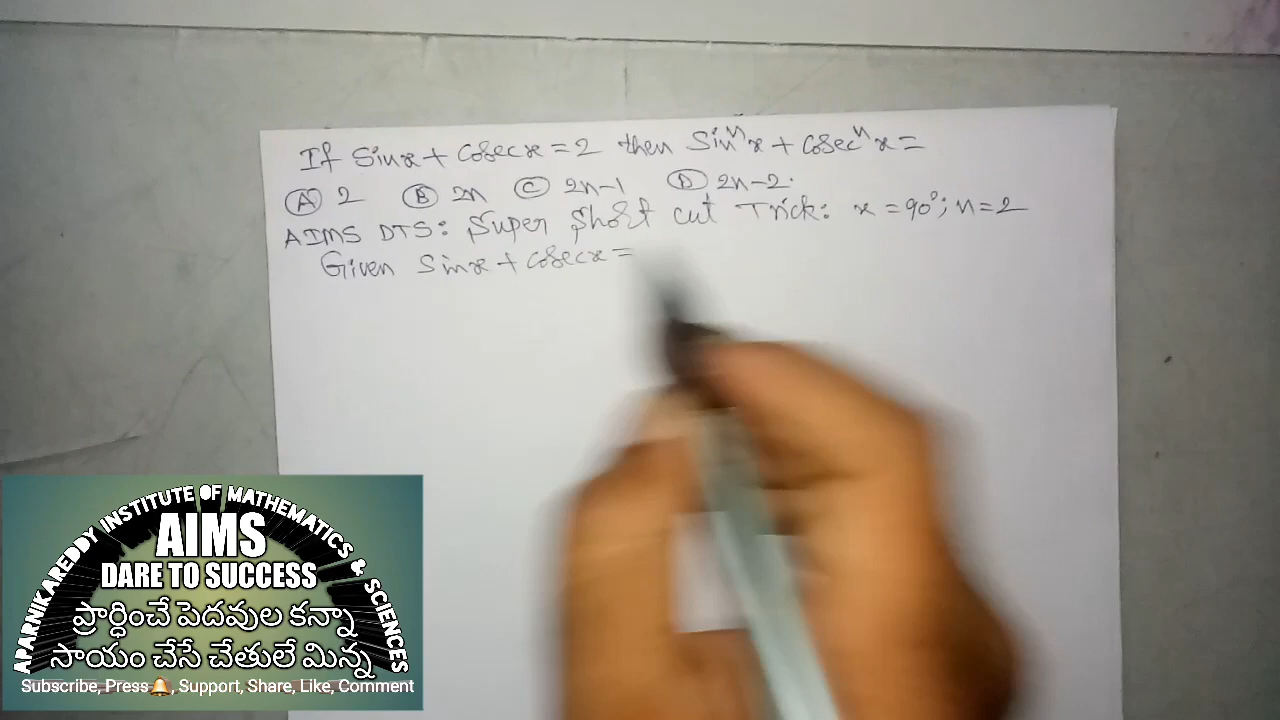 If Sinx + Cosecx = 2 then Sinⁿx + Cosecⁿx =
Ⓐ 2 Ⓑ 2n Ⓒ 2n-1 Ⓓ 2n-2.
AIMS DTS: Super Short cut Trick: x = 90°; n = 2
Given Sinx + Cosecx =
APARNIKAREDDY INSTITUTE OF MATHEMATICS & SCIENCES
AIMS
DARE TO SUCCESS
ప్రార్థించే పెదవుల కన్నా
సాయం చేసే చేతులే మిన్న
Subscribe, Press🔔, Support, Share, Like, Comment